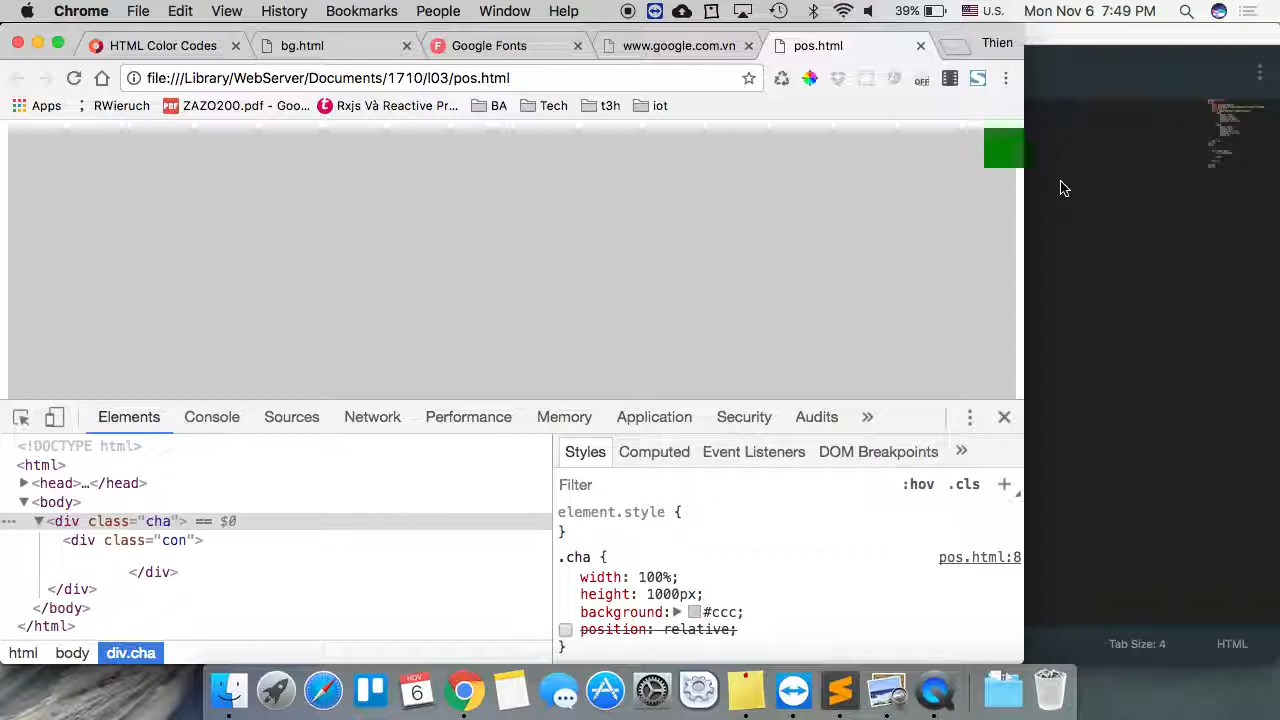 Chrome File Edit View History Bookmarks People Window Help 39% U.S. Mon Nov 6 7:49 PM
HTML Color Codes bg.html Google Fonts www.google.com.vn pos.html Thien
file:///Library/WebServer/Documents/1710/l03/pos.html OFF
Apps RWieruch PDF ZAZO200.pdf - Goo... Rxjs Và Reactive Pr... BA Tech t3h iot
Elements Console Sources Network Performance Memory Application Security Audits »
<!DOCTYPE html>
<html>
<head>…</head>
<body>
<div class="cha"> == $0
<div class="con">
</div>
</div>
</body>
</html>
html body div.cha
Styles Computed Event Listeners DOM Breakpoints »
Filter :hov .cls +
element.style {
}
.cha { pos.html:8
width: 100%;
height: 1000px;
background: #ccc;
position: relative;
}
Tab Size: 4 HTML
NOV
6